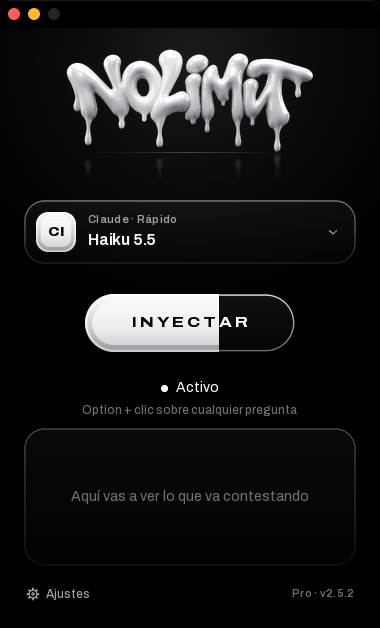 NOLIMIT
Claude · Rápido
CI
Haiku 5.5
INYECTAR
Activo
Option + clic sobre cualquier pregunta
Aquí vas a ver lo que va contestando
Ajustes
Pro · v2.5.2